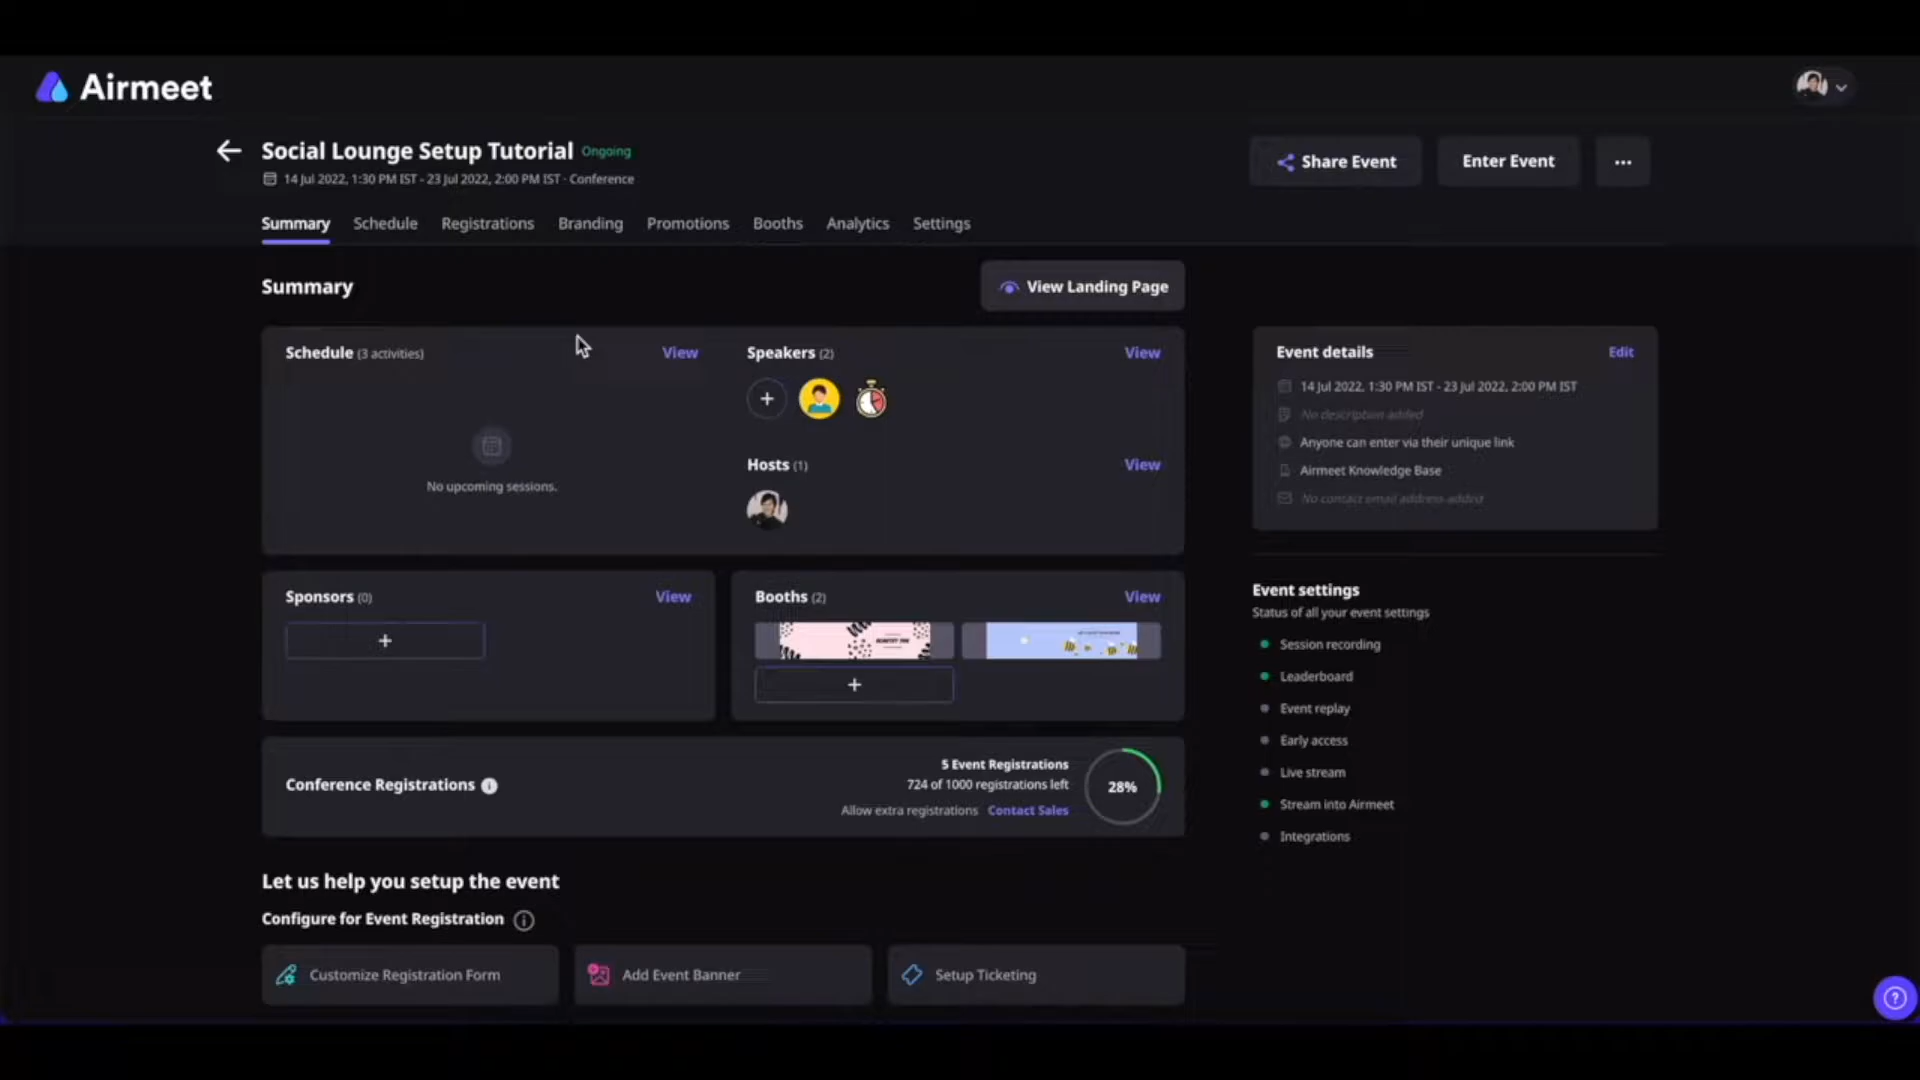 Airmeet
Social Lounge Setup Tutorial Ongoing
14 Jul 2022, 1:30 PM IST - 23 Jul 2022, 2:00 PM IST · Conference
Share Event
Enter Event
...
Summary Schedule Registrations Branding Promotions Booths Analytics Settings
Summary
View Landing Page
Schedule (3 activities) View
No upcoming sessions.
Speakers (2) View
+
Hosts (1) View
Event details Edit
14 Jul 2022, 1:30 PM IST - 23 Jul 2022, 2:00 PM IST
No description added
Anyone can enter via their unique link
Airmeet Knowledge Base
No contact email address added
Sponsors (0) View
+
Booths (2) View
+
Event settings
Status of all your event settings
Session recording
Leaderboard
Event replay
Early access
Live stream
Stream into Airmeet
Integrations
Conference Registrations
5 Event Registrations
724 of 1000 registrations left
Allow extra registrations Contact Sales
28%
Let us help you setup the event
Configure for Event Registration
Customize Registration Form
Add Event Banner
Setup Ticketing
?